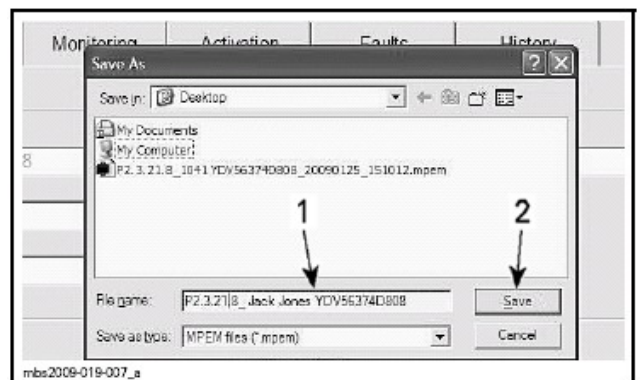 Monitoring Activation Faults History
Save As
Save in: Desktop
My Documents
My Computer
P2.3.21.8_1041 YDV56374D808_20090125_151012.mpem
8
1 2
File name: P2.3.21.8_Jack Jones YDV56374D808 Save
Save as type: MPEM files (*.mpem) Cancel
mbs2009-019-007_a